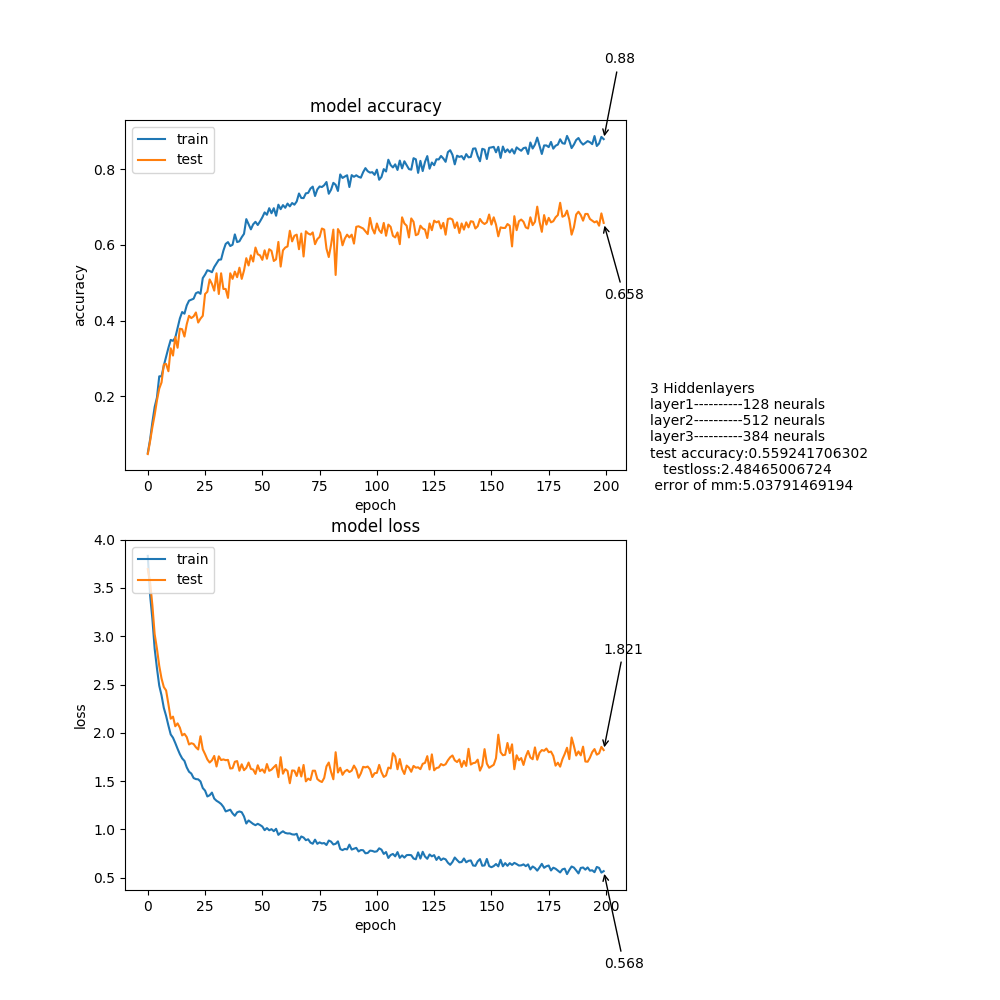 0.88
model accuracy
train
test
0.8
0.6
0.4
0.2
accuracy
0.658
0 25 50 75 100 125 150 175 200
epoch
3 Hiddenlayers
layer1----------128 neurals
layer2----------512 neurals
layer3----------384 neurals
test accuracy:0.559241706302
testloss:2.48465006724
error of mm:5.03791469194
model loss
train
test
4.0
3.5
3.0
2.5
2.0
1.5
1.0
0.5
loss
1.821
0 25 50 75 100 125 150 175 200
epoch
0.568